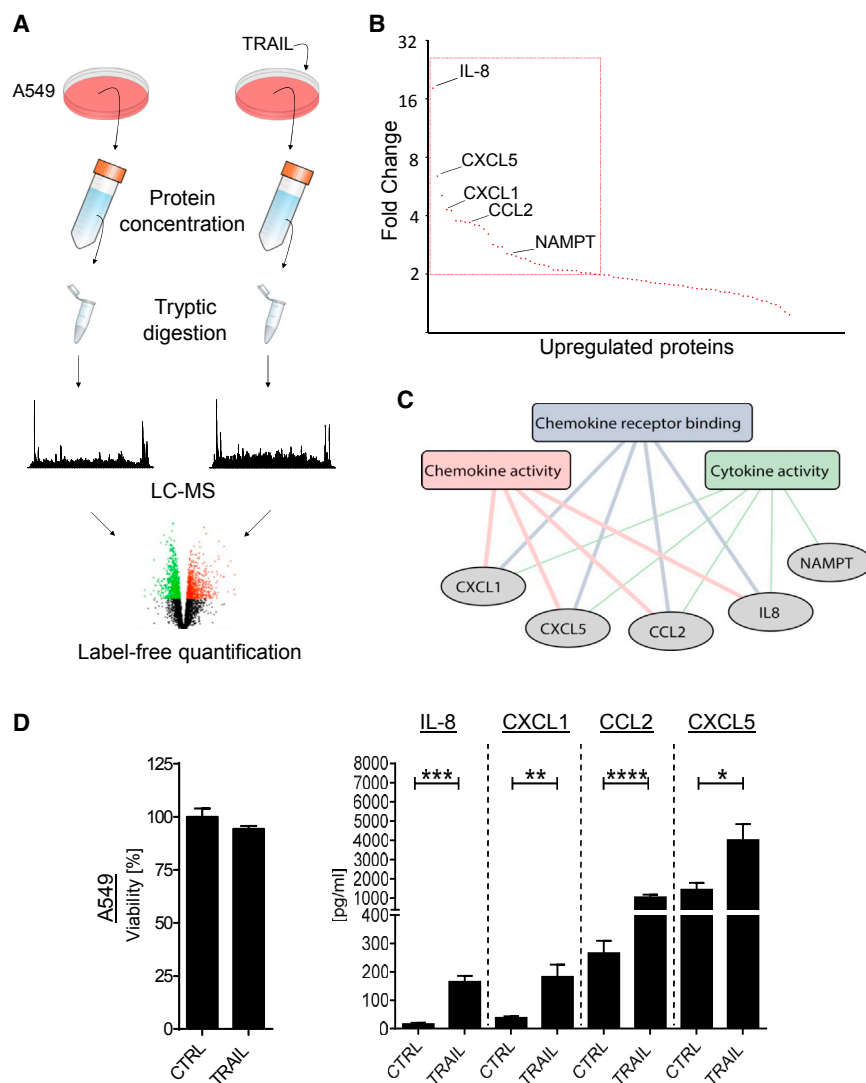 A
TRAIL
A549
Protein
concentration
Tryptic
digestion
LC-MS
Label-free quantification
B
32
16
8
4
2
Fold Change
IL-8
CXCL5
CXCL1
CCL2
NAMPT
Upregulated proteins
C
Chemokine receptor binding
Chemokine activity
Cytokine activity
CXCL1
CXCL5
CCL2
IL8
NAMPT
D
A549
Viability [%]
125
100
75
50
25
0
CTRL
TRAIL
IL-8
CXCL1
CCL2
CXCL5
[pg/ml]
8000
7000
6000
5000
4000
3000
2000
1000
400
300
200
100
0
***
**
****
*
CTRL
TRAIL
CTRL
TRAIL
CTRL
TRAIL
CTRL
TRAIL